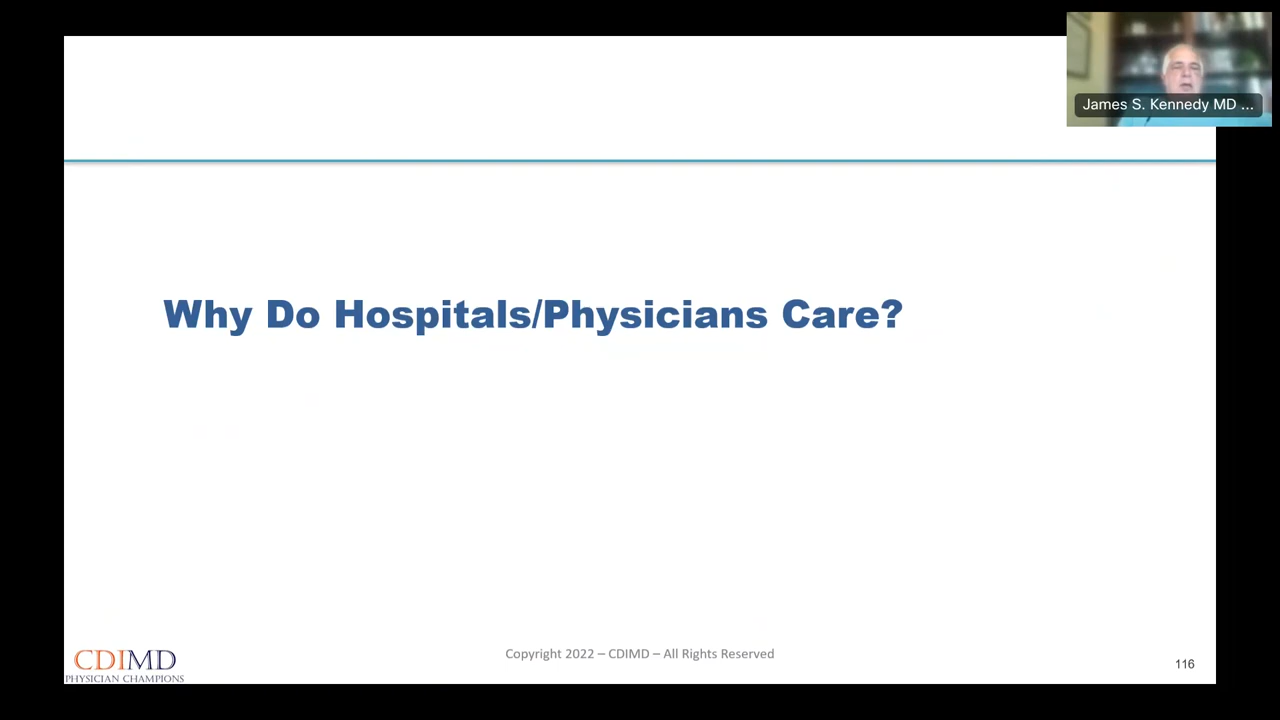 James S. Kennedy MD ...
Why Do Hospitals/Physicians Care?
CDIMD
PHYSICIAN CHAMPIONS
Copyright 2022 – CDIMD – All Rights Reserved
116